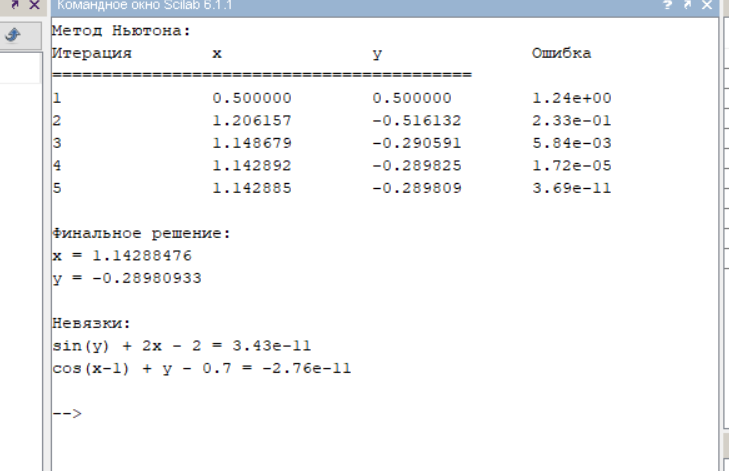 Командное окно Scilab 6.1.1
Метод Ньютона:
Итерация x y Ошибка
==========================================
1 0.500000 0.500000 1.24e+00
2 1.206157 -0.516132 2.33e-01
3 1.148679 -0.290591 5.84e-03
4 1.142892 -0.289825 1.72e-05
5 1.142885 -0.289809 3.69e-11
Финальное решение:
x = 1.14288476
y = -0.28980933
Невязки:
sin(y) + 2x - 2 = 3.43e-11
cos(x-1) + y - 0.7 = -2.76e-11
-->